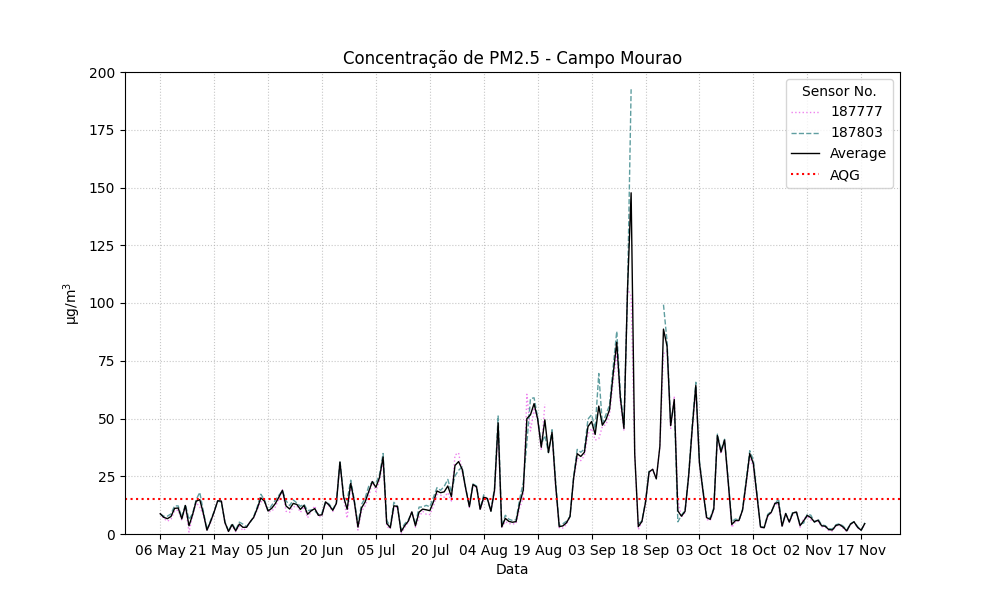 Concentração de PM2.5 - Campo Mourao
200
175
150
125
100
75
50
25
0
µg/m³
Sensor No.
187777
187803
Average
AQG
06 May 21 May 05 Jun 20 Jun 05 Jul 20 Jul 04 Aug 19 Aug 03 Sep 18 Sep 03 Oct 18 Oct 02 Nov 17 Nov
Data